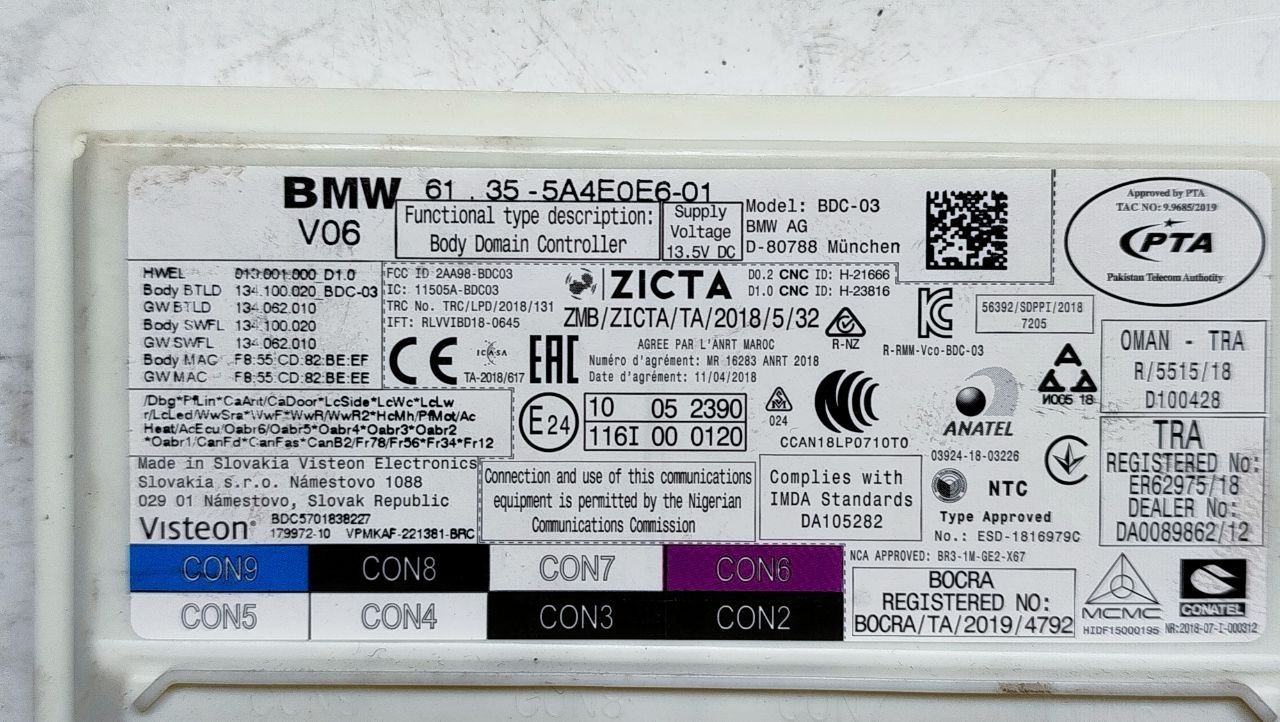 BMW 61 . 35 - 5A4E0E6-01
V06
Functional type description:
Body Domain Controller
Supply
Voltage
13.5V DC
Model: BDC-03
BMW AG
D-80788 München
Approved by PTA
TAC NO: 9.9685/2019
PTA
Pakistan Telecom Authority
HWEL 013.001.000 D1.0
Body BTLD 134.100.020_BDC-03
GW BTLD 134.062.010
Body SWFL 134.100.020
GW SWFL 134.062.010
Body MAC F8:55:CD:82:BE:EF
GW MAC F8:55:CD:82:BE:EE
FCC ID 2AA98-BDC03
IC: 11505A-BDC03
TRC No. TRC/LPD/2018/131
IFT: RLVVIBD18-0645
ZICTA
ZMB/ZICTA/TA/2018/5/32
D0.2 CNC ID: H-21666
D1.0 CNC ID: H-23816
R-NZ
R-RMM-Vco-BDC-03
56392/SDPPI/2018
7205
CE
ICASA
TA-2018/617
EAC
AGREE PAR L'ANRT MAROC
Numéro d'agrément: MR 16283 ANRT 2018
Date d'agrément: 11/04/2018
OMAN - TRA
R/5515/18
D100428
/Dbg*PfLin*CaAnt/CaDoor*LcSide*LcWc*LcLw
r/LcLed/WwSra*WwF*WwR/WwR2*HcMh/PfMot/Ac
Heat/AcEcu/Oabr6/Oabr5*Oabr4*Oabr3*Oabr2
*Oabr1/CanFd*CanFas*CanB2/Fr78/Fr56*Fr34*Fr12
E24
10 05 2390
116I 00 0120
024
CCAN18LP0710T0
ANATEL
03924-18-03226
TRA
REGISTERED No:
ER62975/18
DEALER No:
DA0089862/12
Made in Slovakia Visteon Electronics
Slovakia s.r.o. Námestovo 1088
029 01 Námestovo, Slovak Republic
Visteon®
BDC5701838227
179972-10 VPMKAF-221381-BRC
Connection and use of this communications
equipment is permitted by the Nigerian
Communications Commission
Complies with
IMDA Standards
DA105282
NTC
Type Approved
No.: ESD-1816979C
CON9 CON8 CON7 CON6
CON5 CON4 CON3 CON2
NCA APPROVED: BR3-1M-GE2-X67
BOCRA
REGISTERED NO:
BOCRA/TA/2019/4792
MCMC
HIDF15000195
CONATEL
NR:2018-07-I-000312